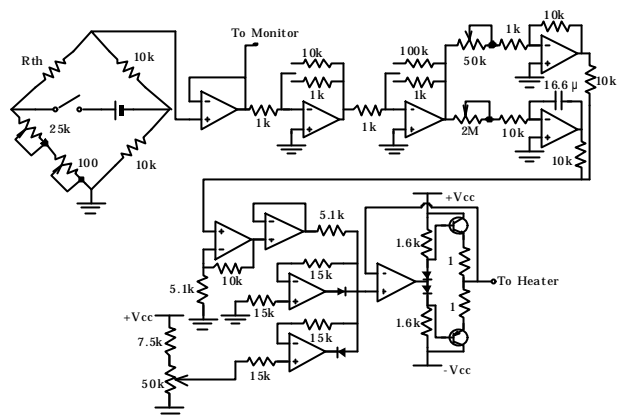 To Monitor
Rth
10k
25k
100
10k
1k
10k
1k
1k
100k
1k
50k
1k
10k
2M
10k
16.6 µ
10k
10k
+Vcc
5.1k
10k
5.1k
15k
15k
15k
15k
+Vcc
7.5k
50k
1.6k
1.6k
1
1
To Heater
-Vcc